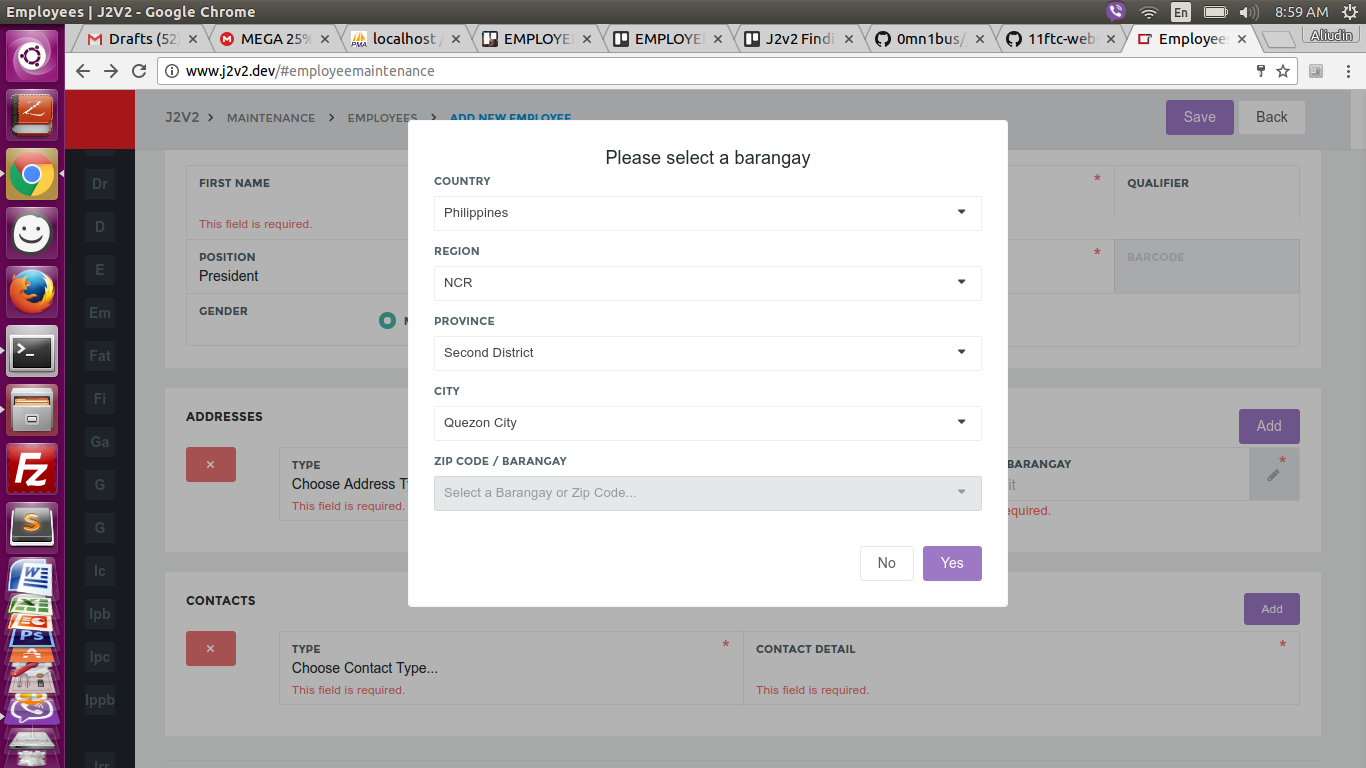 Employees | J2V2 - Google Chrome
En
8:59 AM
Drafts (52)
MEGA 25%
localhost /
EMPLOYE
EMPLOYE
J2v2 Findi
0mn1bus/
11ftc-web
Employees
Aliudin
www.j2v2.dev/#employeemaintenance
J2V2 > MAINTENANCE > EMPLOYEES > ADD NEW EMPLOYEE
Save
Back
Please select a barangay
COUNTRY
Philippines
REGION
NCR
PROVINCE
Second District
CITY
Quezon City
ZIP CODE / BARANGAY
Select a Barangay or Zip Code...
No
Yes
FIRST NAME
*
QUALIFIER
This field is required.
POSITION
President
*
BARCODE
GENDER
M
ADDRESSES
Add
×
TYPE
Choose Address T
This field is required.
BARANGAY
*
it
equired.
CONTACTS
Add
×
TYPE
*
Choose Contact Type...
This field is required.
CONTACT DETAIL
*
This field is required.
Dr
D
E
Em
Fat
Fi
Ga
G
G
Ic
Ipb
Ipc
Ippb
Irr
PMA
Fz
S
W
Ps